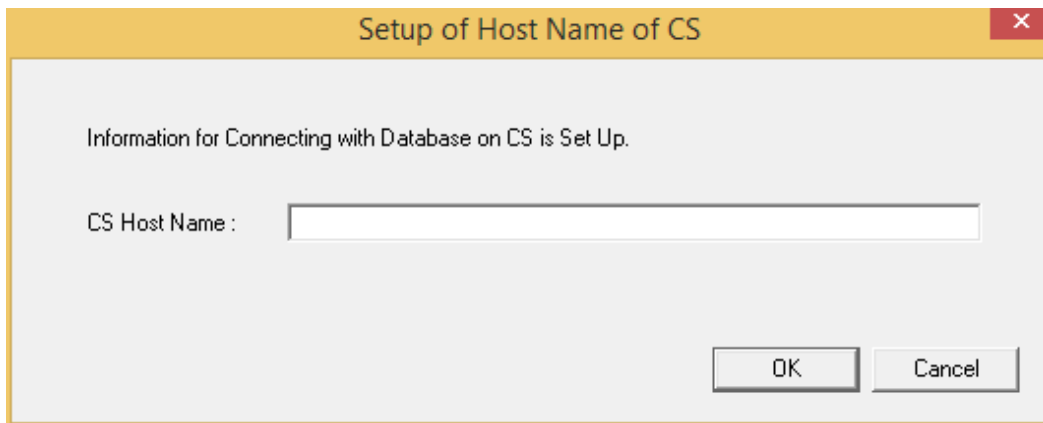 Setup of Host Name of CS
Information for Connecting with Database on CS is Set Up.
CS Host Name :
OK Cancel